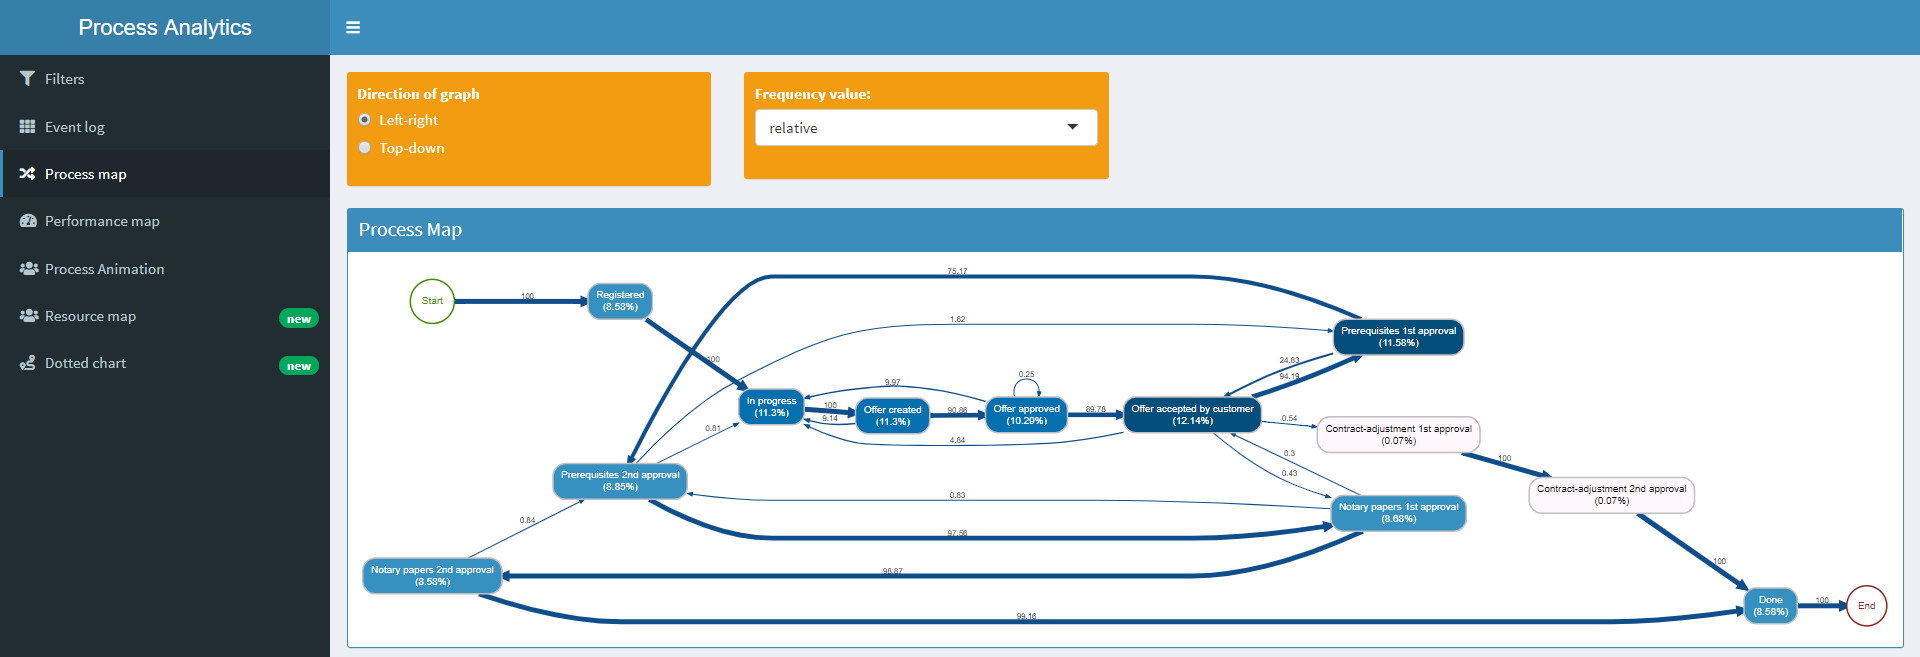 Process Analytics
Filters
Event log
Process map
Performance map
Process Animation
Resource map
new
Dotted chart
new
Direction of graph
Left-right
Top-down
Frequency value:
relative
Process Map
Start
100
Registered
(8.58%)
100
75.17
1.62
Prerequisites 1st approval
(11.58%)
24.83
94.19
In progress
(11.3%)
100
9.14
9.97
Offer created
(11.3%)
90.86
0.25
Offer approved
(10.29%)
89.78
Offer accepted by customer
(12.14%)
4.84
0.81
0.54
Contract-adjustment 1st approval
(0.07%)
100
0.3
0.43
Prerequisites 2nd approval
(8.85%)
0.83
Contract-adjustment 2nd approval
(0.07%)
Notary papers 1st approval
(8.68%)
0.84
97.56
100
Notary papers 2nd approval
(8.58%)
98.87
99.16
Done
(8.58%)
100
End